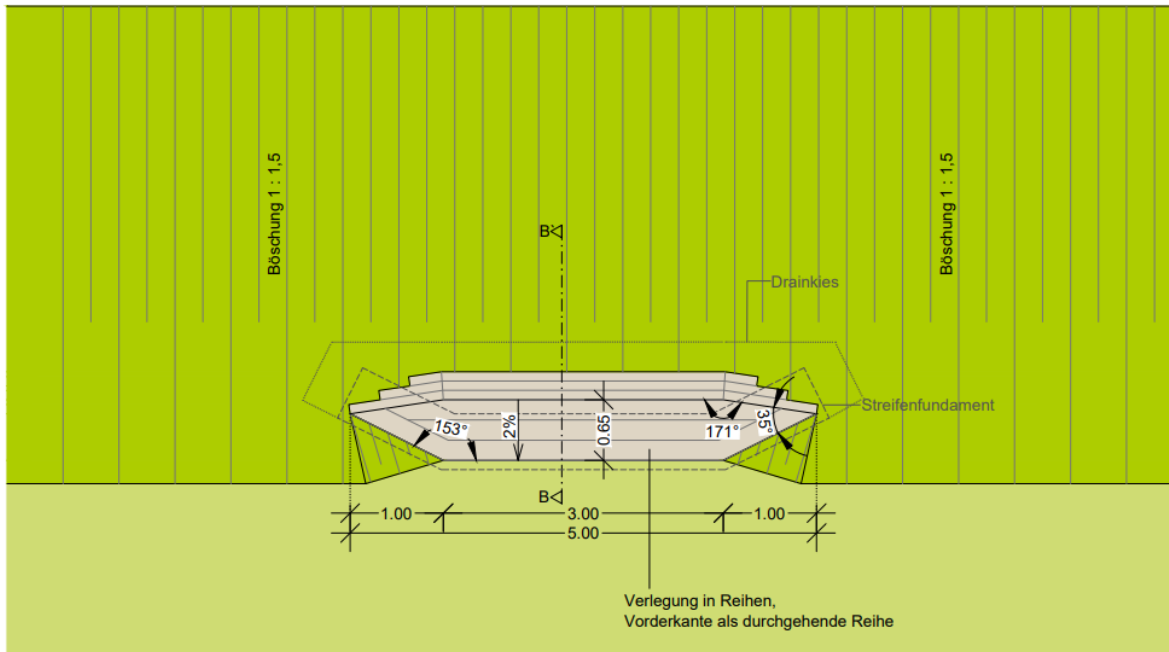 Böschung 1 : 1,5
Böschung 1 : 1,5
B
Drainkies
Streifenfundament
153°
2%
0.65
171°
35°
B
1.00
3.00
1.00
5.00
Verlegung in Reihen,
Vorderkante als durchgehende Reihe